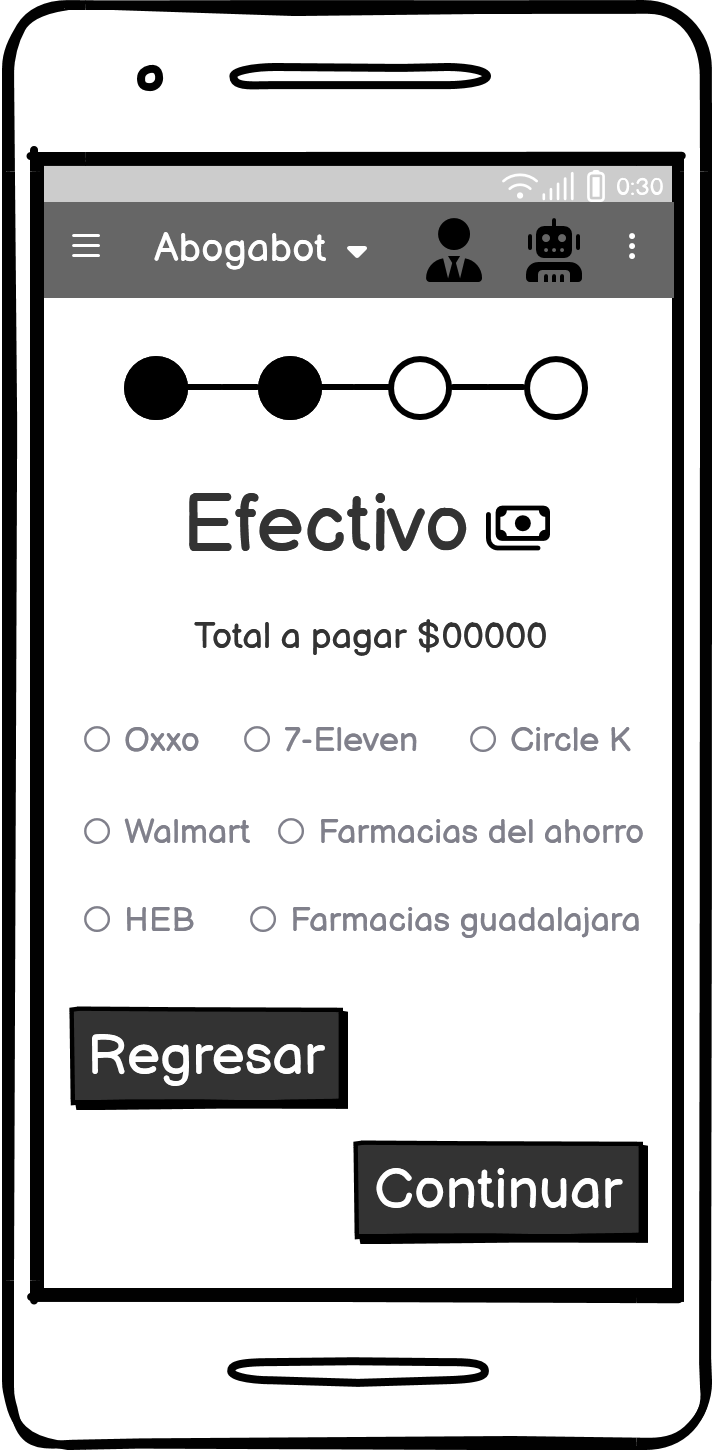 0:30
Abogabot
Efectivo
Total a pagar $00000
Oxxo 7-Eleven Circle K
Walmart Farmacias del ahorro
HEB Farmacias guadalajara
Regresar
Continuar